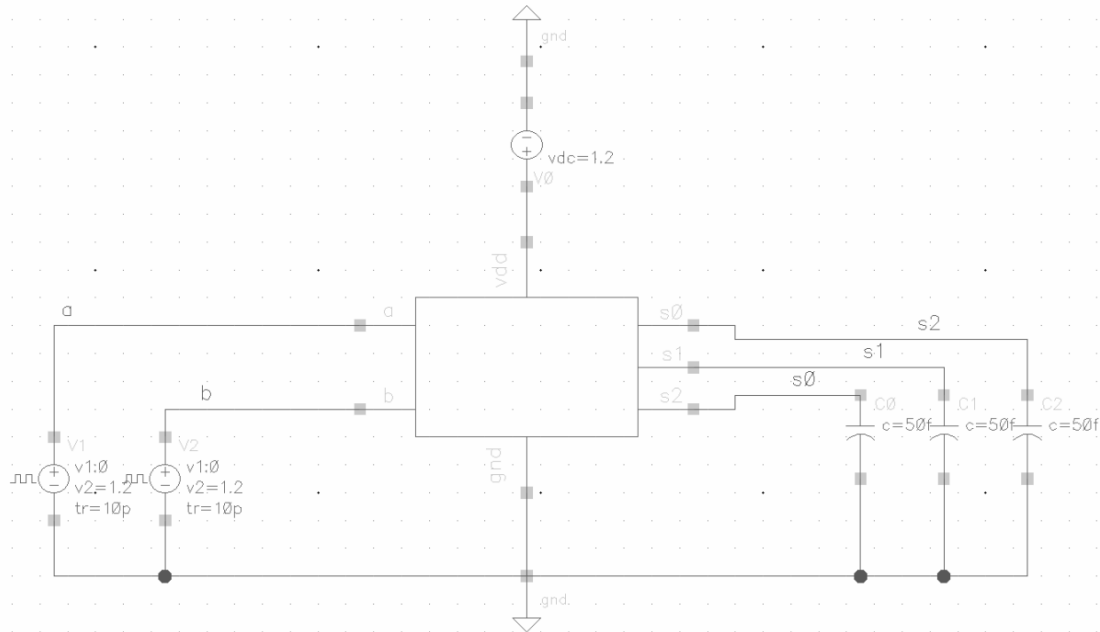 gnd
vdc=1.2
V0
vdd
a
a
s0
s2
s1
s1
b
b
s2
s0
V1
v1:0
v2=1.2
tr=10p
V2
v1:0
v2=1.2
tr=10p
gnd
C0
c=50f
C1
c=50f
C2
c=50f
gnd